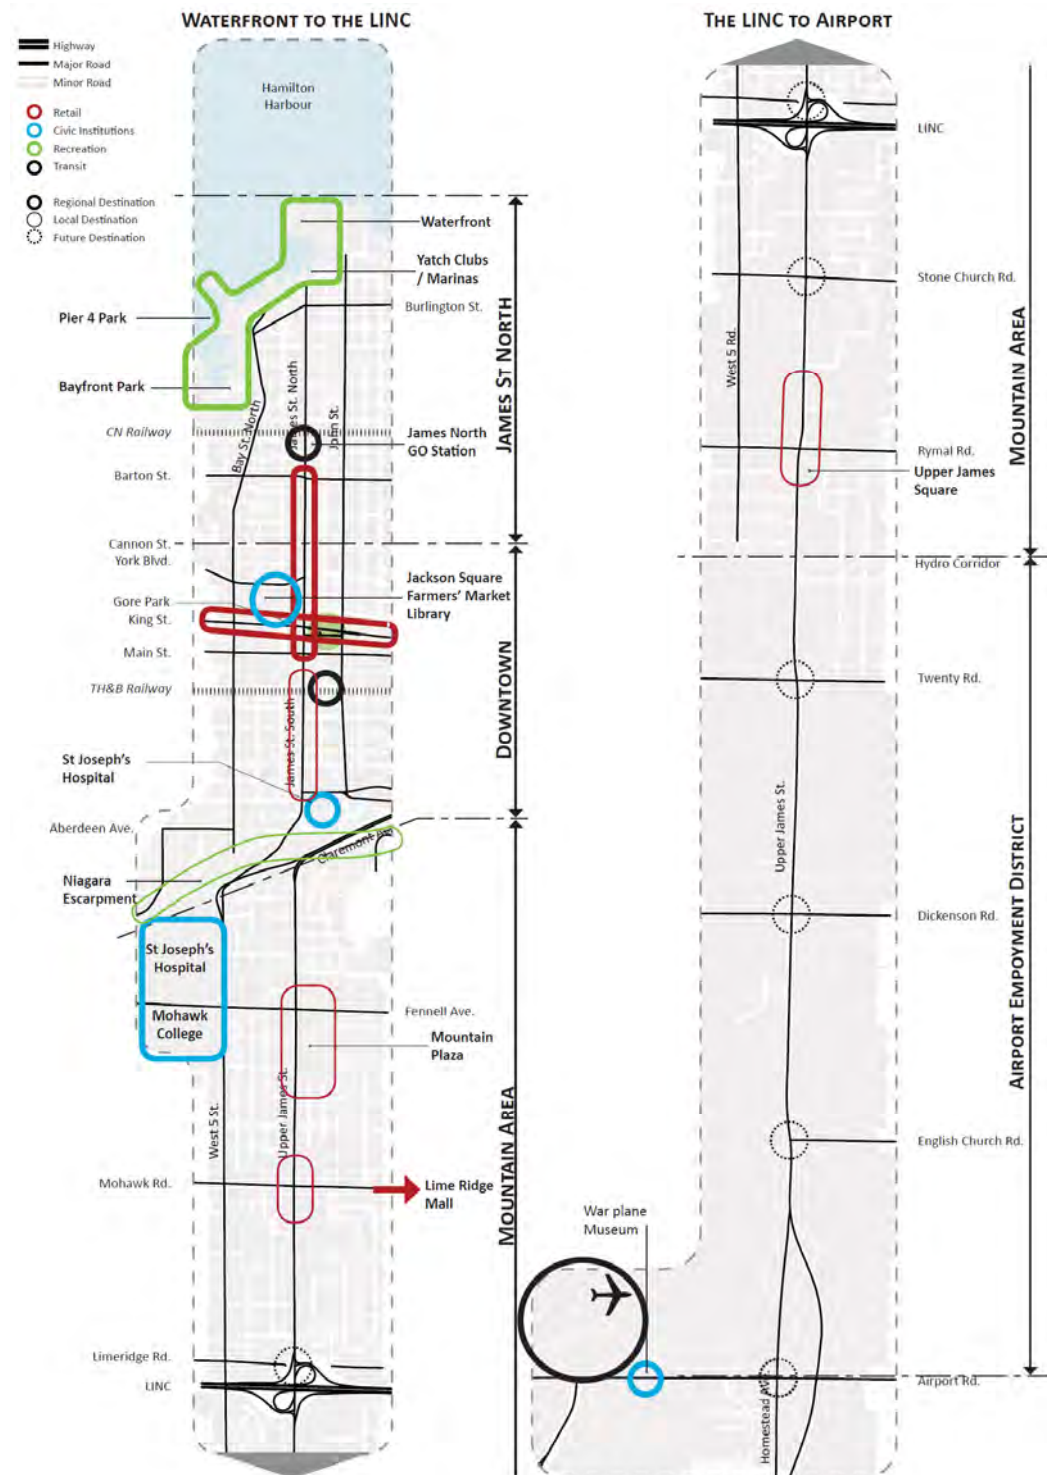 WATERFRONT TO THE LINC
Highway
Major Road
Minor Road
Retail
Civic Institutions
Recreation
Transit
Regional Destination
Local Destination
Future Destination
Hamilton
Harbour
Waterfront
Yatch Clubs
/ Marinas
Burlington St.
Pier 4 Park
Bayfront Park
Bay St. North
James St. North
John St.
CN Railway
James North
GO Station
Barton St.
JAMES ST NORTH
Cannon St.
York Blvd.
Jackson Square
Farmers' Market
Library
Gore Park
King St.
Main St.
TH&B Railway
James St. South
DOWNTOWN
St Joseph's
Hospital
Aberdeen Ave.
Claremont
Niagara
Escarpment
St Joseph's
Hospital
Mohawk
College
Fennell Ave.
Mountain
Plaza
West 5 St.
Upper James St.
Mohawk Rd.
Lime Ridge
Mall
MOUNTAIN AREA
Limeridge Rd.
LINC
THE LINC TO AIRPORT
LINC
Stone Church Rd.
West 5 Rd.
Rymal Rd.
Upper James
Square
MOUNTAIN AREA
Hydro Corridor
Twenty Rd.
Upper James St.
Dickenson Rd.
AIRPORT EMPOYMENT DISTRICT
English Church Rd.
War plane
Museum
Airport Rd.
Homestead Ave.